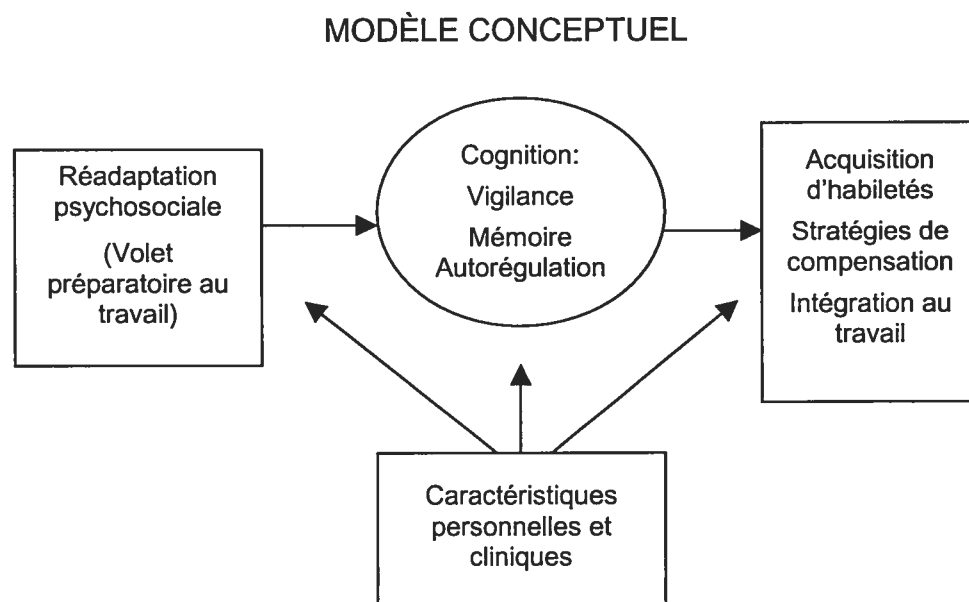 MODÈLE CONCEPTUEL
Réadaptation
psychosociale
(Volet
préparatoire au
travail)
Cognition:
Vigilance
Mémoire
Autorégulation
Acquisition
d'habiletés
Stratégies de
compensation
Intégration au
travail
Caractéristiques
personnelles et
cliniques